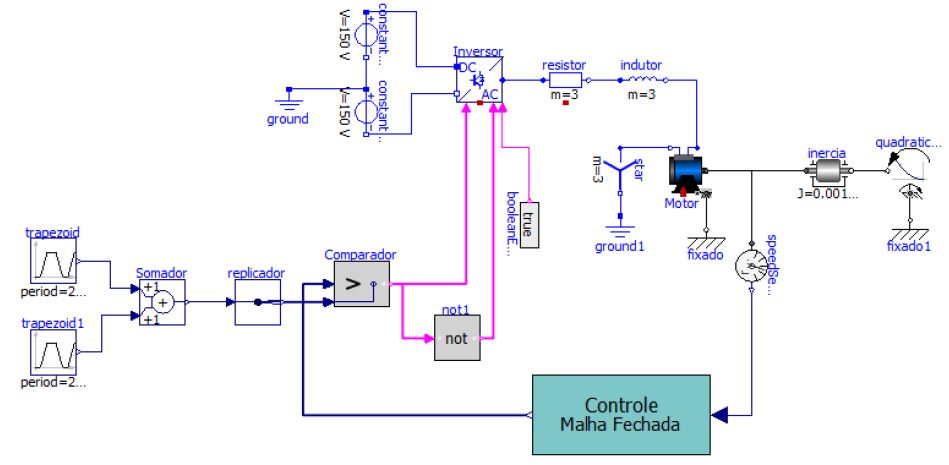 V=150 V
constant...
V=150 V
constant...
ground
Inversor
DC
AC
resistor
m=3
indutor
m=3
m=3
star
ground1
Motor
fixado
inercia
J=0.001...
quadratic...
fixado1
true
booleanE...
speedSe...
trapezoid
period=2...
trapezoid1
period=2...
Somador
+1
+
+1
replicador
Comparador
>
not1
not
Controle
Malha Fechada